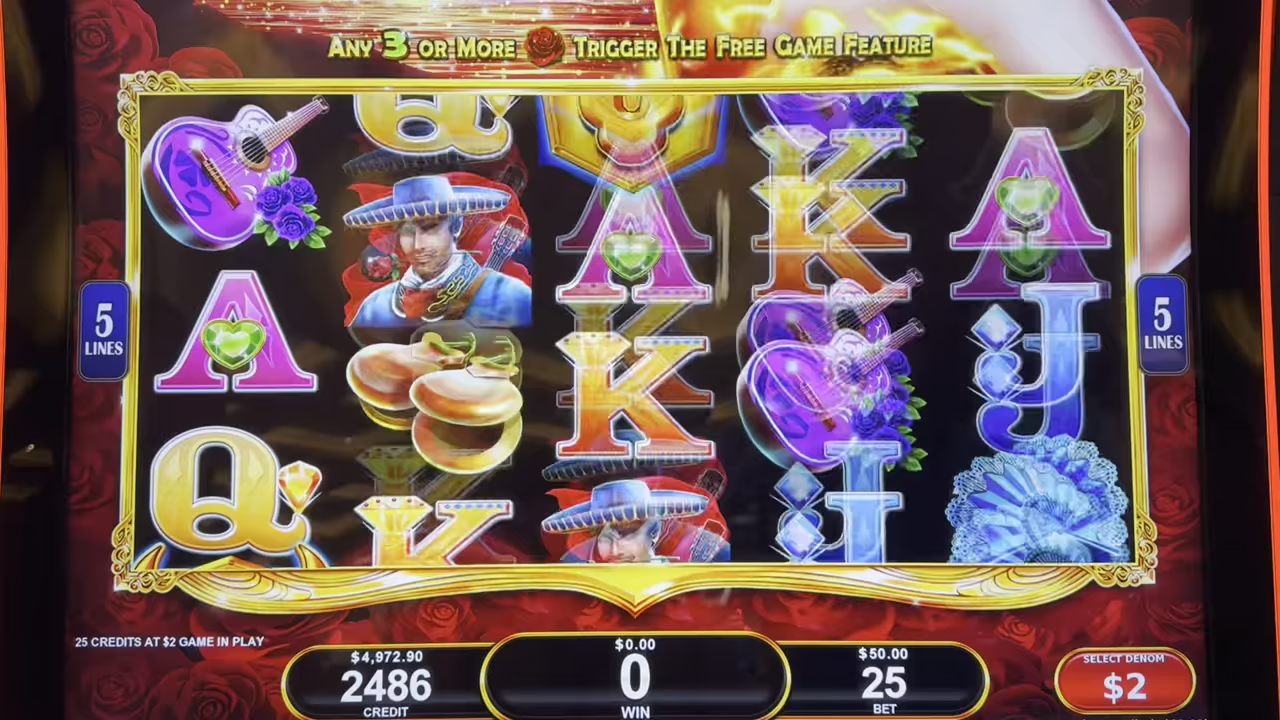 ANY 3 OR MORE TRIGGER THE FREE GAME FEATURE
Q
A
K
A
K
A
5
LINES
5
LINES
K
J
Q
K
J
25 CREDITS AT $2 GAME IN PLAY
$4,972.90
2486
CREDIT
$0.00
0
WIN
$50.00
25
BET
SELECT DENOM
$2